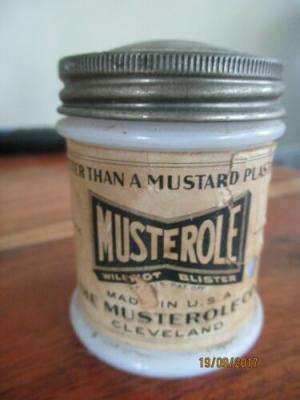 TER THAN A MUSTARD PLAS
MUSTEROLE
WILL NOT BLISTER
MADE IN U.S.A.
THE MUSTEROLE CO
CLEVELAND
19/09/2017